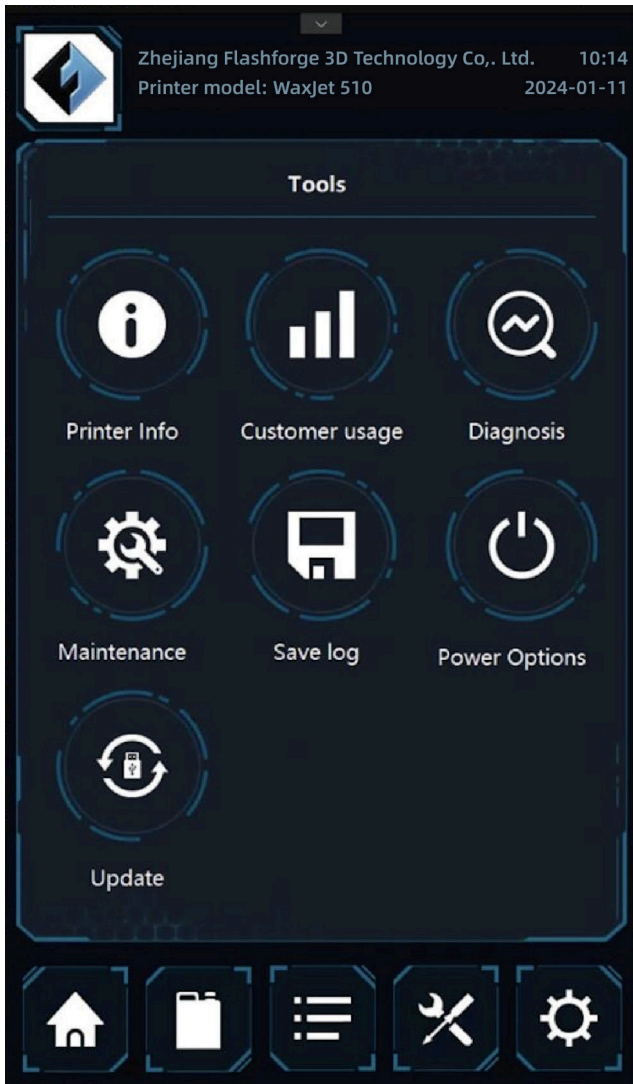 Zhejiang Flashforge 3D Technology Co,. Ltd. 10:14
Printer model: WaxJet 510 2024-01-11
Tools
Printer Info Customer usage Diagnosis
Maintenance Save log Power Options
Update